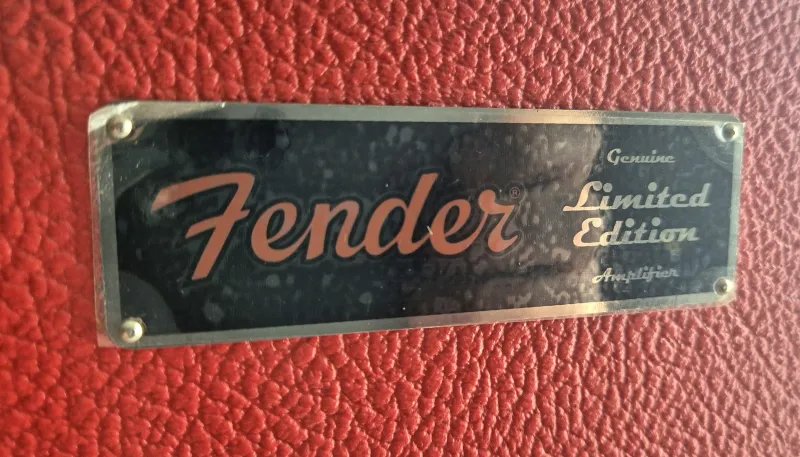 Fender®
Genuine
Limited
Edition
Amplifier